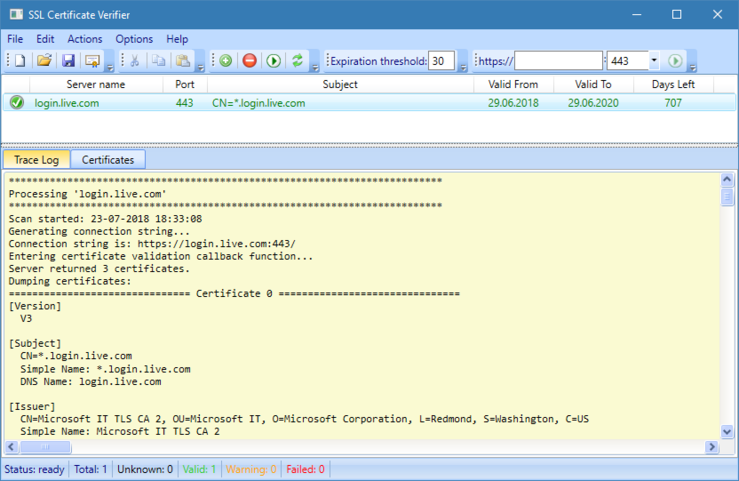 SSL Certificate Verifier
File Edit Actions Options Help
Expiration threshold: 30 https:// : 443
Server name Port Subject Valid From Valid To Days Left
login.live.com 443 CN=*.login.live.com 29.06.2018 29.06.2020 707
Trace Log Certificates
**************************************************************************
Processing 'login.live.com'
**************************************************************************
Scan started: 23-07-2018 18:33:08
Generating connection string...
Connection string is: https://login.live.com:443/
Entering certificate validation callback function...
Server returned 3 certificates.
Dumping certificates:
=============================== Certificate 0 ===============================
[Version]
V3
[Subject]
CN=*.login.live.com
Simple Name: *.login.live.com
DNS Name: login.live.com
[Issuer]
CN=Microsoft IT TLS CA 2, OU=Microsoft IT, O=Microsoft Corporation, L=Redmond, S=Washington, C=US
Simple Name: Microsoft IT TLS CA 2
Status: ready Total: 1 Unknown: 0 Valid: 1 Warning: 0 Failed: 0